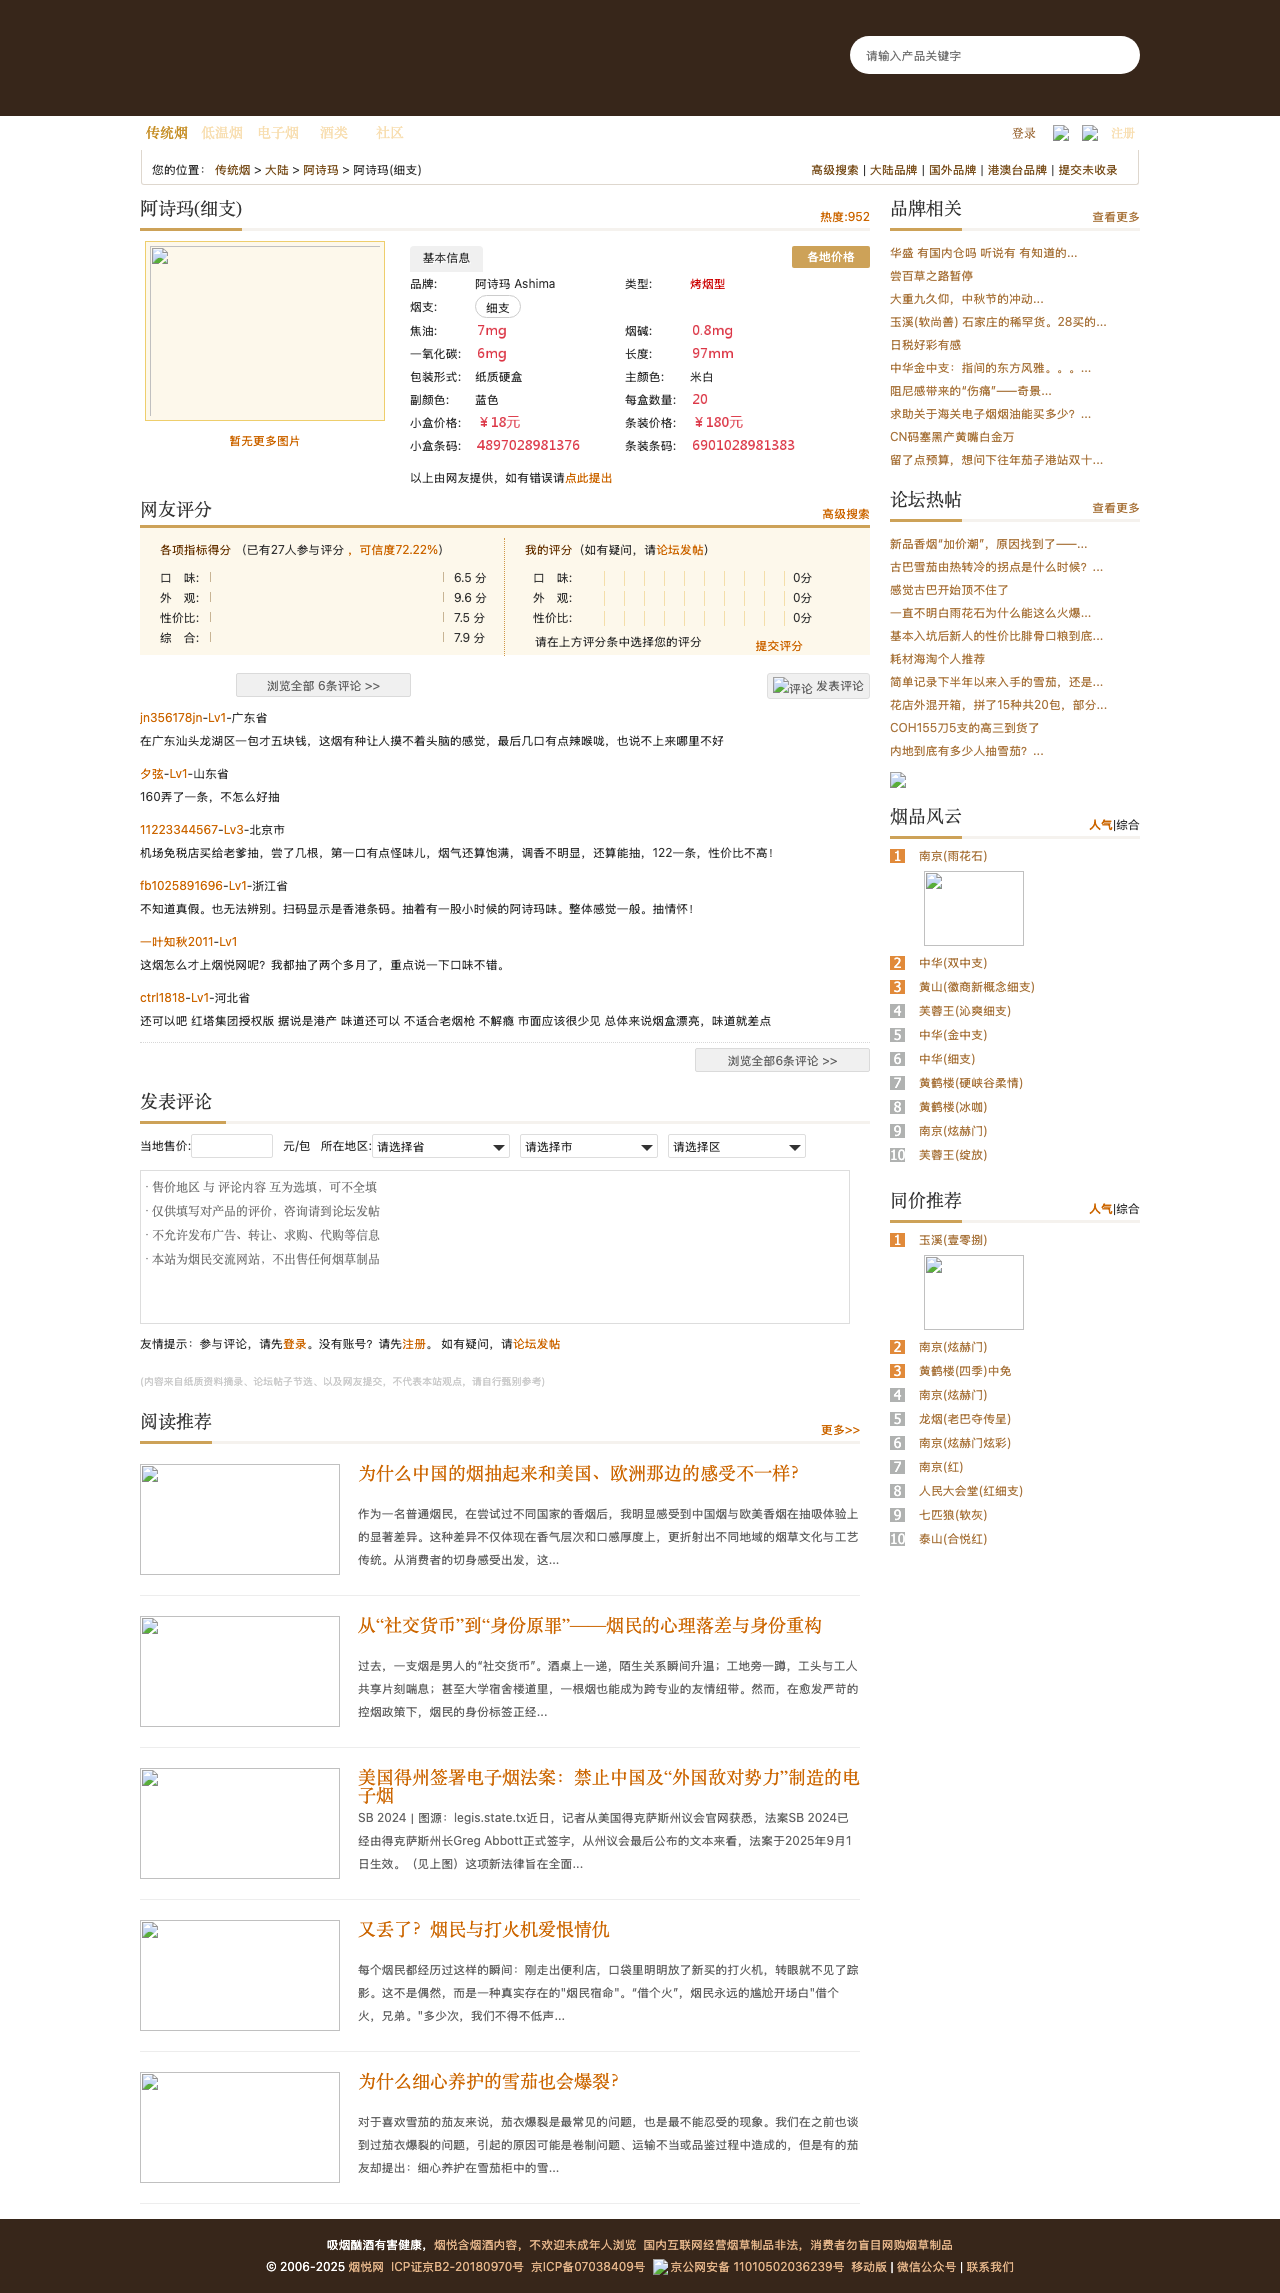 请输入产品关键字
传统烟 低温烟 电子烟 酒类 社区 登录 注册
您的位置： 传统烟 > 大陆 > 阿诗玛 > 阿诗玛(细支) 高级搜索 | 大陆品牌 | 国外品牌 | 港澳台品牌 | 提交未收录
阿诗玛(细支) 热度:952
暂无更多图片
基本信息 各地价格
品牌: 阿诗玛 Ashima 类型: 烤烟型
烟支: 细支
焦油: 7mg 烟碱: 0.8mg
一氧化碳: 6mg 长度: 97mm
包装形式: 纸质硬盒 主颜色: 米白
副颜色: 蓝色 每盒数量: 20
小盒价格: ￥18元 条装价格: ￥180元
小盒条码: 4897028981376 条装条码: 6901028981383
以上由网友提供，如有错误请点此提出
网友评分 高级搜索
各项指标得分 （已有27人参与评分 ，可信度72.22%） 我的评分（如有疑问，请论坛发帖）
口 味: 6.5 分 口 味: 0分
外 观: 9.6 分 外 观: 0分
性价比: 7.5 分 性价比: 0分
综 合: 7.9 分 请在上方评分条中选择您的评分 提交评分
浏览全部 6条评论 >> 评论 发表评论
jn356178jn-Lv1-广东省
在广东汕头龙湖区一包才五块钱，这烟有种让人摸不着头脑的感觉，最后几口有点辣喉咙，也说不上来哪里不好
夕弦-Lv1-山东省
160弄了一条，不怎么好抽
11223344567-Lv3-北京市
机场免税店买给老爹抽，尝了几根，第一口有点怪味儿，烟气还算饱满，调香不明显，还算能抽，122一条，性价比不高！
fb1025891696-Lv1-浙江省
不知道真假。也无法辨别。扫码显示是香港条码。抽着有一股小时候的阿诗玛味。整体感觉一般。抽情怀！
一叶知秋2011-Lv1
这烟怎么才上烟悦网呢？我都抽了两个多月了，重点说一下口味不错。
ctrl1818-Lv1-河北省
还可以吧 红塔集团授权版 据说是港产 味道还可以 不适合老烟枪 不解瘾 市面应该很少见 总体来说烟盒漂亮，味道就差点
浏览全部6条评论 >>
发表评论
当地售价: 元/包 所在地区: 请选择省 请选择市 请选择区
· 售价地区 与 评论内容 互为选填，可不全填
· 仅供填写对产品的评价，咨询请到论坛发帖
· 不允许发布广告、转让、求购、代购等信息
· 本站为烟民交流网站，不出售任何烟草制品
友情提示：参与评论，请先登录。没有账号？请先注册。 如有疑问，请论坛发帖
(内容来自纸质资料摘录、论坛帖子节选、以及网友提交，不代表本站观点，请自行甄别参考)
阅读推荐 更多>>
为什么中国的烟抽起来和美国、欧洲那边的感受不一样？
作为一名普通烟民，在尝试过不同国家的香烟后，我明显感受到中国烟与欧美香烟在抽吸体验上
的显著差异。这种差异不仅体现在香气层次和口感厚度上，更折射出不同地域的烟草文化与工艺
传统。从消费者的切身感受出发，这...
从“社交货币”到“身份原罪”——烟民的心理落差与身份重构
过去，一支烟是男人的“社交货币”。酒桌上一递，陌生关系瞬间升温；工地旁一蹲，工头与工人
共享片刻喘息；甚至大学宿舍楼道里，一根烟也能成为跨专业的友情纽带。然而，在愈发严苛的
控烟政策下，烟民的身份标签正经...
美国得州签署电子烟法案：禁止中国及“外国敌对势力”制造的电
子烟
SB 2024 | 图源：legis.state.tx近日，记者从美国得克萨斯州议会官网获悉，法案SB 2024已
经由得克萨斯州长Greg Abbott正式签字，从州议会最后公布的文本来看，法案于2025年9月1
日生效。（见上图）这项新法律旨在全面...
又丢了？烟民与打火机爱恨情仇
每个烟民都经历过这样的瞬间：刚走出便利店，口袋里明明放了新买的打火机，转眼就不见了踪
影。这不是偶然，而是一种真实存在的"烟民宿命"。“借个火”，烟民永远的尴尬开场白"借个
火，兄弟。"多少次，我们不得不低声...
为什么细心养护的雪茄也会爆裂？
对于喜欢雪茄的茄友来说，茄衣爆裂是最常见的问题，也是最不能忍受的现象。我们在之前也谈
到过茄衣爆裂的问题，引起的原因可能是卷制问题、运输不当或品鉴过程中造成的，但是有的茄
友却提出：细心养护在雪茄柜中的雪...
品牌相关 查看更多
华盛 有国内仓吗 听说有 有知道的...
尝百草之路暂停
大重九久仰，中秋节的冲动...
玉溪(软尚善) 石家庄的稀罕货。28买的...
日税好彩有感
中华金中支：指间的东方风雅。。。...
阻尼感带来的“伤痛”——奇景...
求助关于海关电子烟烟油能买多少？...
CN码塞黑产黄嘴白金万
留了点预算，想问下往年茄子港站双十...
论坛热帖 查看更多
新品香烟“加价潮”，原因找到了——...
古巴雪茄由热转冷的拐点是什么时候？...
感觉古巴开始顶不住了
一直不明白雨花石为什么能这么火爆...
基本入坑后新人的性价比腓骨口粮到底...
耗材海淘个人推荐
简单记录下半年以来入手的雪茄，还是...
花店外混开箱，拼了15种共20包，部分...
COH155刀5支的高三到货了
内地到底有多少人抽雪茄？...
烟品风云 人气|综合
1 南京(雨花石)
2 中华(双中支)
3 黄山(徽商新概念细支)
4 芙蓉王(沁爽细支)
5 中华(金中支)
6 中华(细支)
7 黄鹤楼(硬峡谷柔情)
8 黄鹤楼(冰咖)
9 南京(炫赫门)
10 芙蓉王(绽放)
同价推荐 人气|综合
1 玉溪(壹零捌)
2 南京(炫赫门)
3 黄鹤楼(四季)中免
4 南京(炫赫门)
5 龙烟(老巴夺传呈)
6 南京(炫赫门炫彩)
7 南京(红)
8 人民大会堂(红细支)
9 七匹狼(软灰)
10 泰山(合悦红)
吸烟酗酒有害健康，烟悦含烟酒内容，不欢迎未成年人浏览 国内互联网经营烟草制品非法，消费者勿盲目网购烟草制品
© 2006-2025 烟悦网 ICP证京B2-20180970号 京ICP备07038409号 京公网安备 11010502036239号 移动版 | 微信公众号 | 联系我们